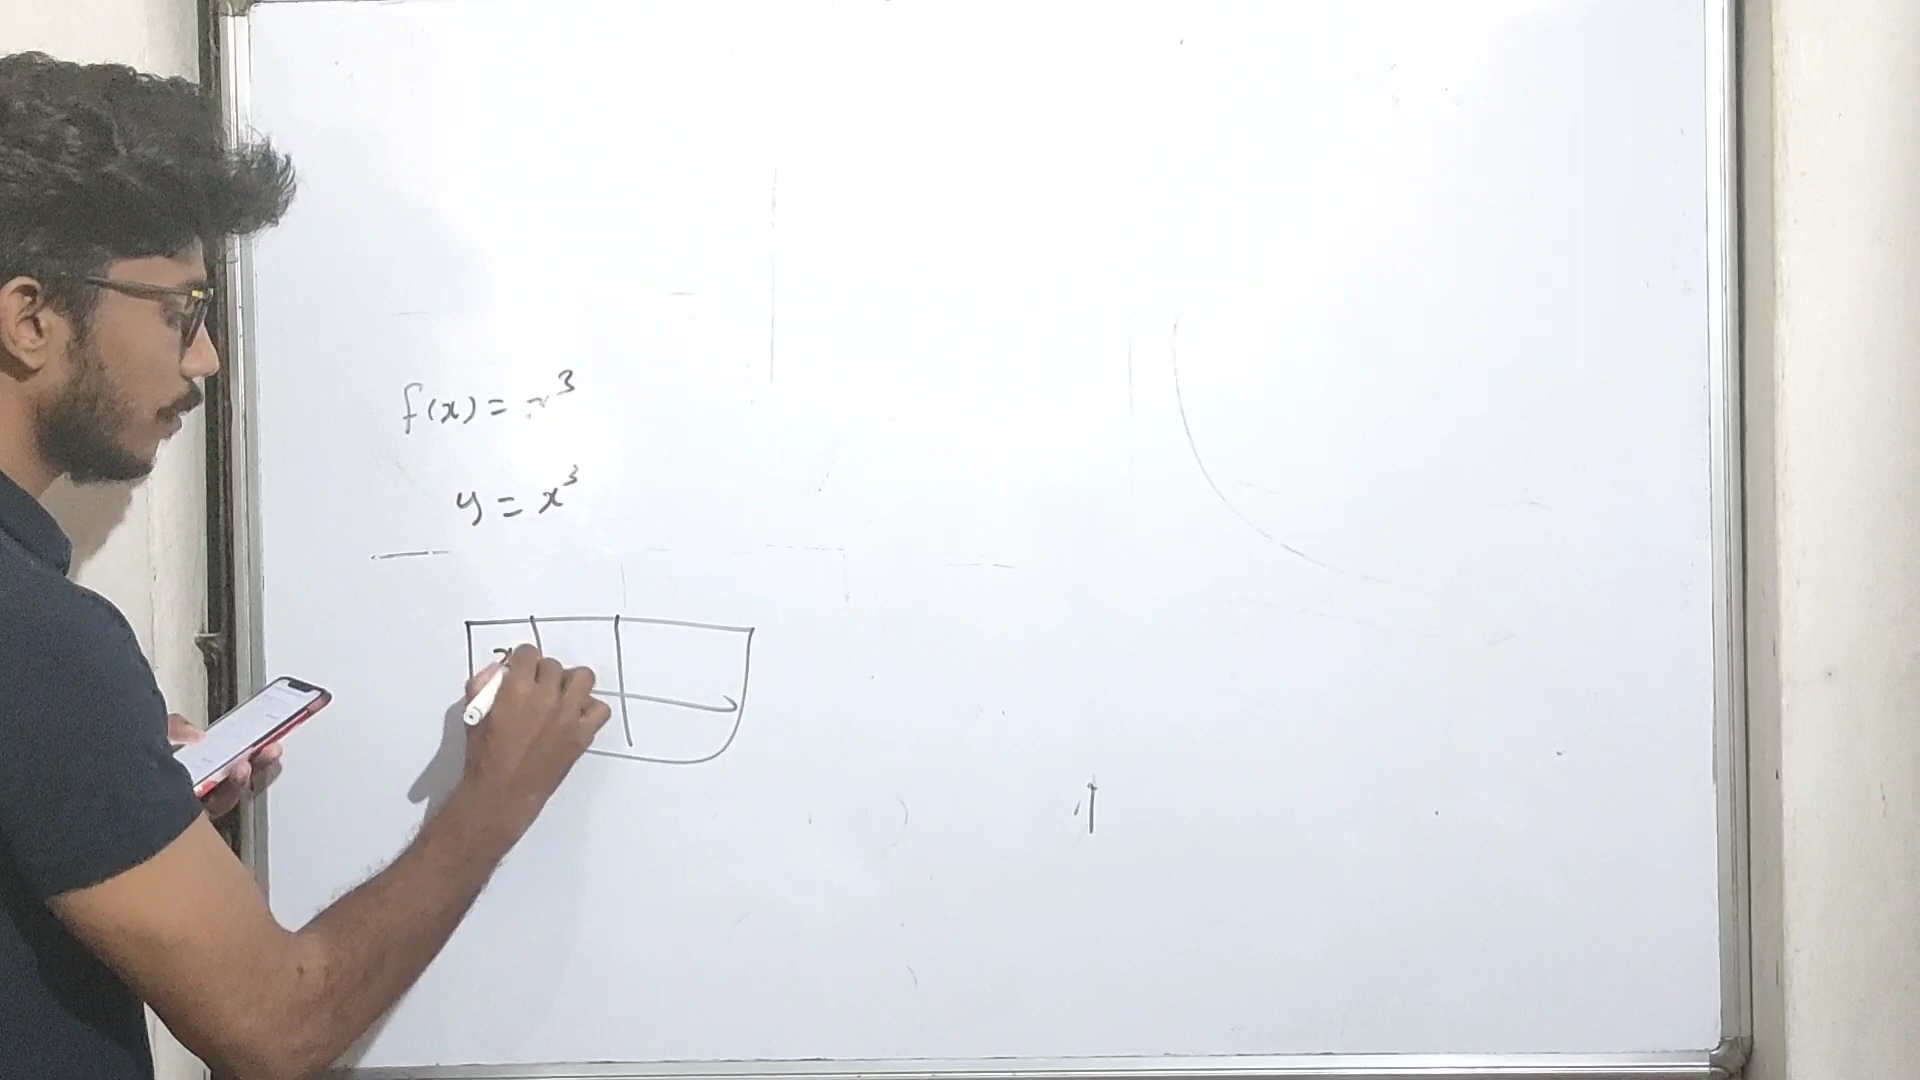 f(x) = x³
y = x³
x